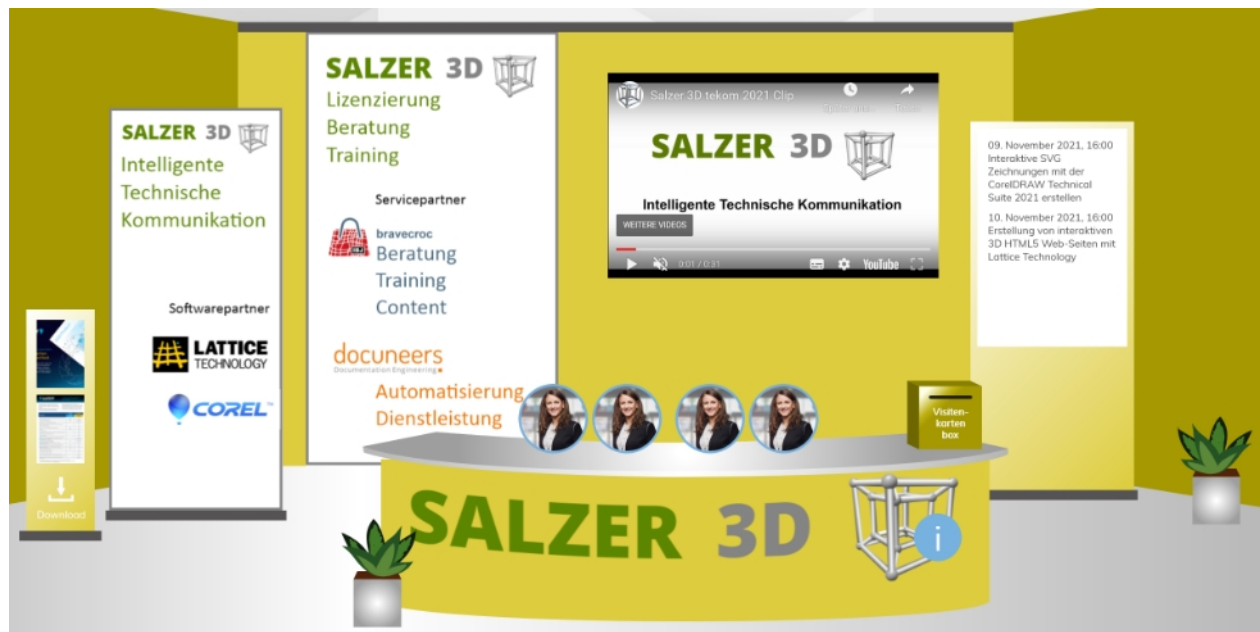 SALZER 3D
Intelligente
Technische
Kommunikation
Softwarepartner
LATTICE
TECHNOLOGY
COREL™
Download
SALZER 3D
Lizenzierung
Beratung
Training
Servicepartner
bravecroc
Beratung
Training
Content
docuneers
Documentation Engineering
Automatisierung
Dienstleistung
Salzer 3D tekom 2021 Clip
SALZER 3D
Intelligente Technische Kommunikation
WEITERE VIDEOS
0:01 / 0:31
YouTube
09. November 2021, 16:00
Interaktive SVG
Zeichnungen mit der
CorelDRAW Technical
Suite 2021 erstellen
10. November 2021, 16:00
Erstellung von interaktiven
3D HTML5 Web-Seiten mit
Lattice Technology
Visiten-
karten
box
SALZER 3D
i